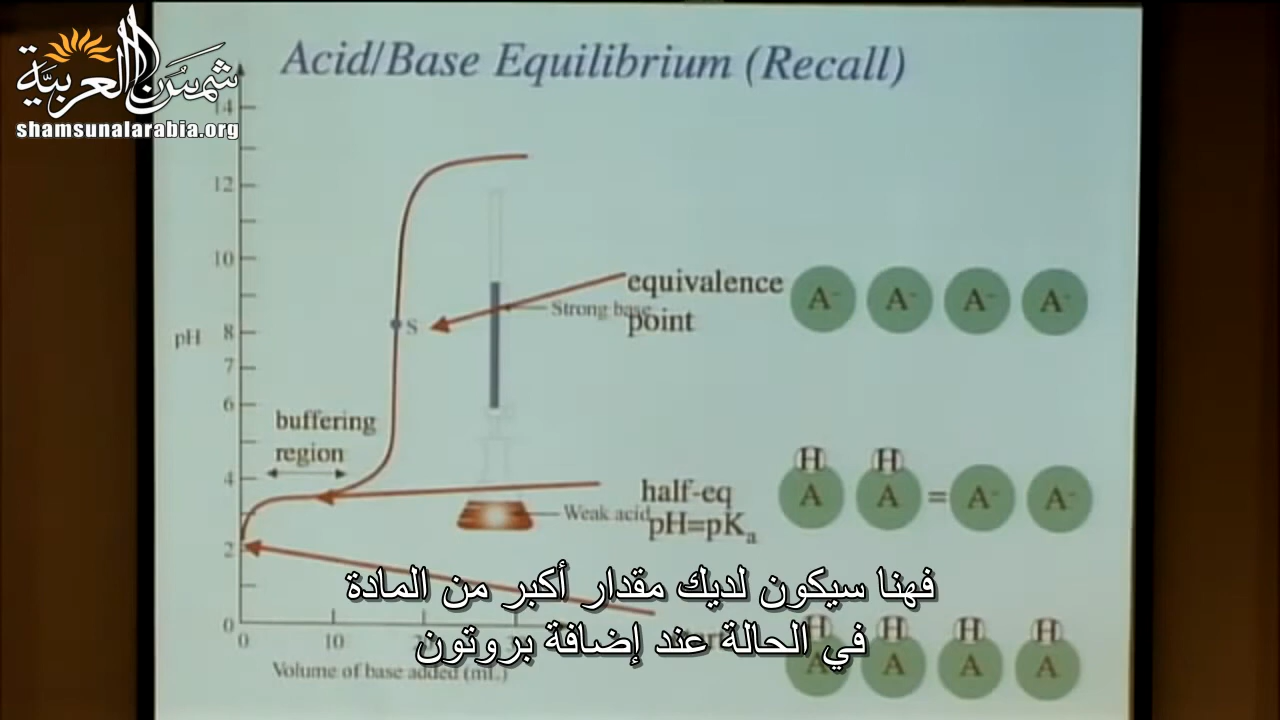 شمس العربية
shamsunalarabia.org
Acid/Base Equilibrium (Recall)
14
12
10
pH
8
7
6
4
2
0
0
10
Volume of base added (mL)
S
buffering
region
Strong base
Weak acid
equivalence
point
A⁻ A⁻ A⁻ A⁻
half-eq
pH=pKa
H H
A A = A⁻ A⁻
H H H H
A A A A
فهنا سيكون لديك مقدار أكبر من المادة
في الحالة عند إضافة بروتون